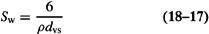 S_w = 6 / ρd_vs (18–17)